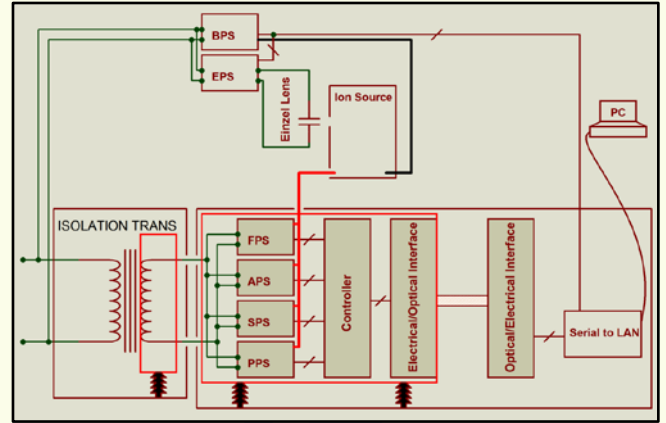 BPS
EPS
Einzel Lens
Ion Source
PC
ISOLATION TRANS
FPS
APS
SPS
PPS
Controller
Electrical/Optical Interface
Optical/Electrical Interface
Serial to LAN